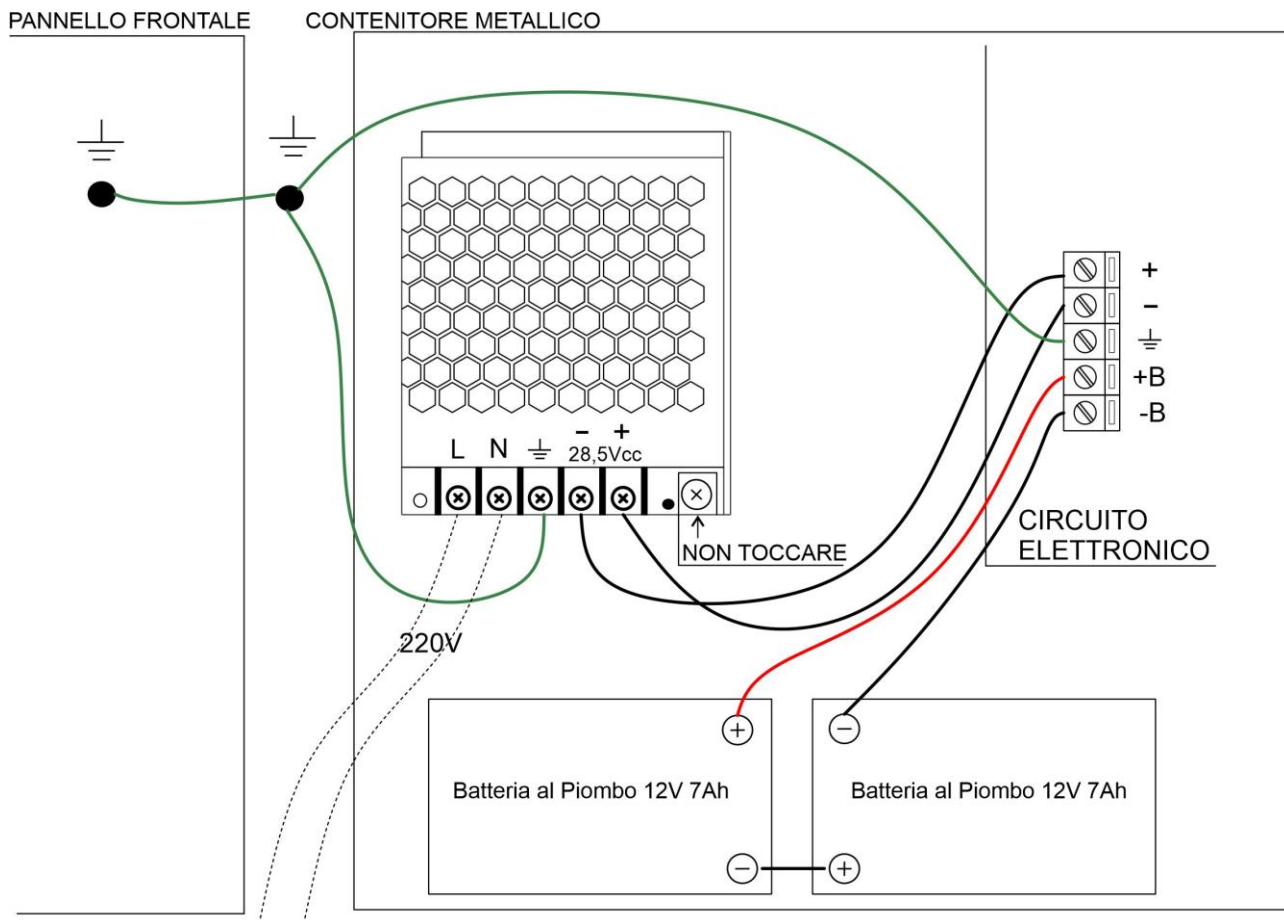 PANNELLO FRONTALE
CONTENITORE METALLICO
L N - +
28,5Vcc
NON TOCCARE
220V
+
-
+B
-B
CIRCUITO
ELETTRONICO
+
-
Batteria al Piombo 12V 7Ah
Batteria al Piombo 12V 7Ah
-
+